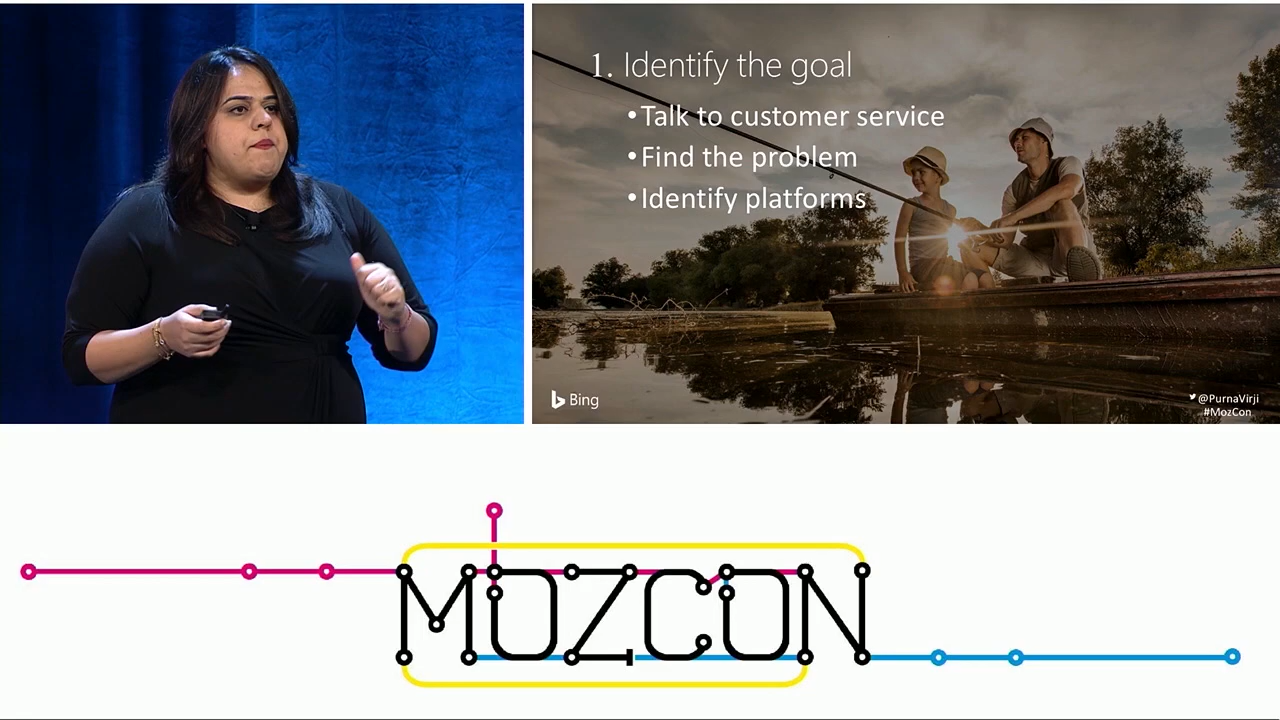 1. Identify the goal
•Talk to customer service
•Find the problem
•Identify platforms
Bing
@PurnaVirji
#MozCon
MOZCON